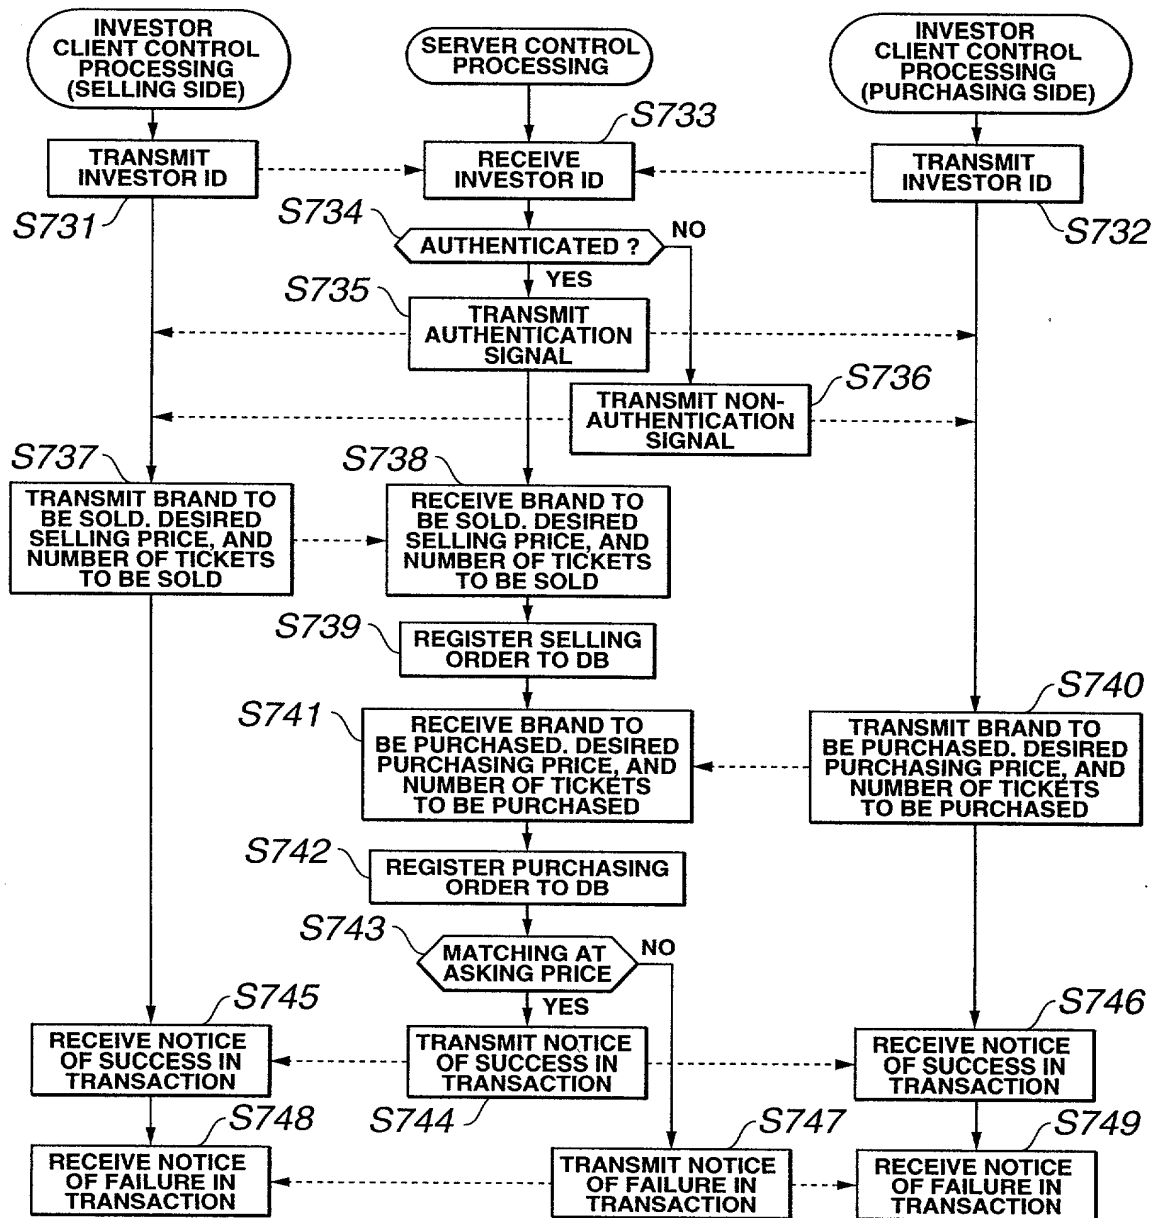 INVESTOR
CLIENT CONTROL
PROCESSING
(SELLING SIDE)
SERVER CONTROL
PROCESSING
INVESTOR
CLIENT CONTROL
PROCESSING
(PURCHASING SIDE)
S733
TRANSMIT
INVESTOR ID
RECEIVE
INVESTOR ID
TRANSMIT
INVESTOR ID
S731
S734
S732
AUTHENTICATED ?
NO
YES
S735
TRANSMIT
AUTHENTICATION
SIGNAL
S736
TRANSMIT NON-
AUTHENTICATION
SIGNAL
S737
TRANSMIT BRAND TO
BE SOLD. DESIRED
SELLING PRICE, AND
NUMBER OF TICKETS
TO BE SOLD
S738
RECEIVE BRAND TO
BE SOLD. DESIRED
SELLING PRICE, AND
NUMBER OF TICKETS
TO BE SOLD
S739
REGISTER SELLING
ORDER TO DB
S741
RECEIVE BRAND TO
BE PURCHASED. DESIRED
PURCHASING PRICE, AND
NUMBER OF TICKETS
TO BE PURCHASED
S740
TRANSMIT BRAND TO
BE PURCHASED. DESIRED
PURCHASING PRICE, AND
NUMBER OF TICKETS
TO BE PURCHASED
S742
REGISTER PURCHASING
ORDER TO DB
S743
MATCHING AT
ASKING PRICE
NO
YES
S745
RECEIVE NOTICE
OF SUCCESS IN
TRANSACTION
TRANSMIT NOTICE
OF SUCCESS IN
TRANSACTION
S744
S746
RECEIVE NOTICE
OF SUCCESS IN
TRANSACTION
S748
RECEIVE NOTICE
OF FAILURE IN
TRANSACTION
S747
TRANSMIT NOTICE
OF FAILURE IN
TRANSACTION
S749
RECEIVE NOTICE
OF FAILURE IN
TRANSACTION